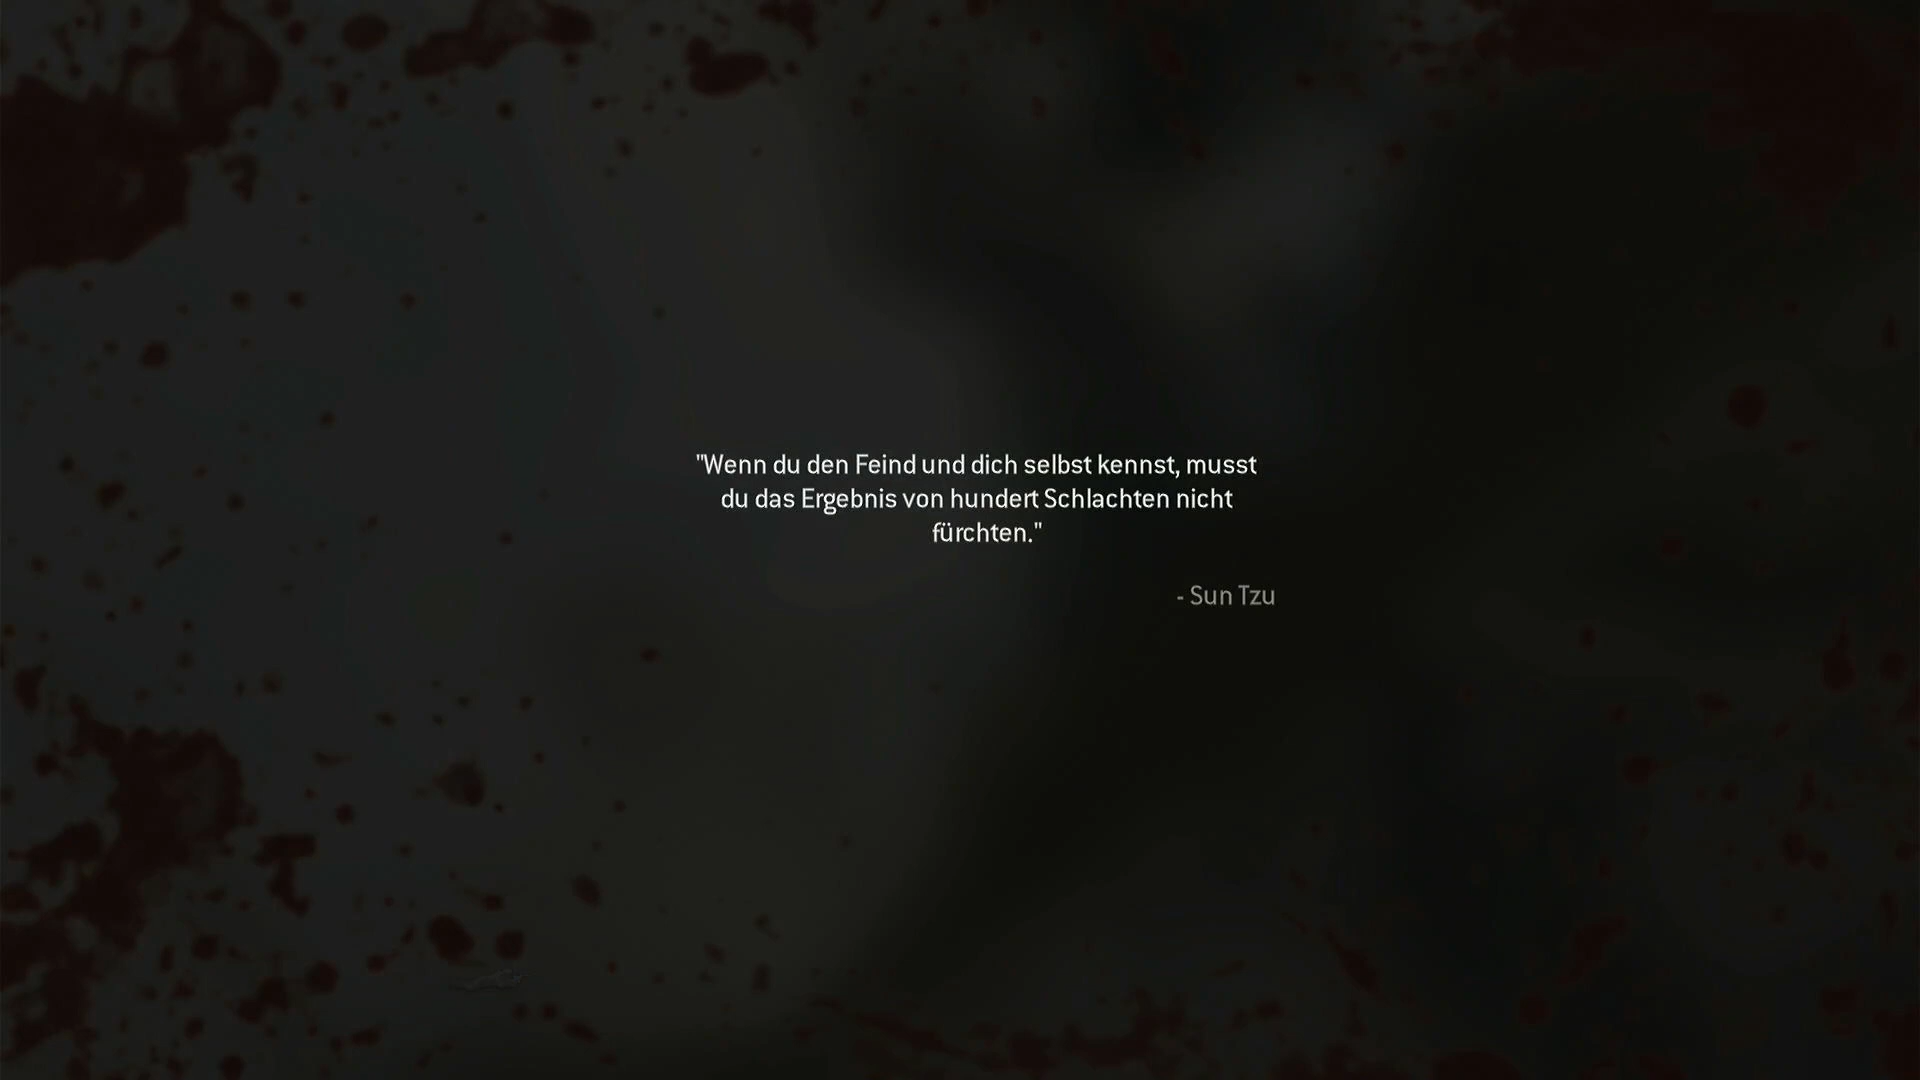 "Wenn du den Feind und dich selbst kennst, musst
du das Ergebnis von hundert Schlachten nicht
fürchten."
- Sun Tzu